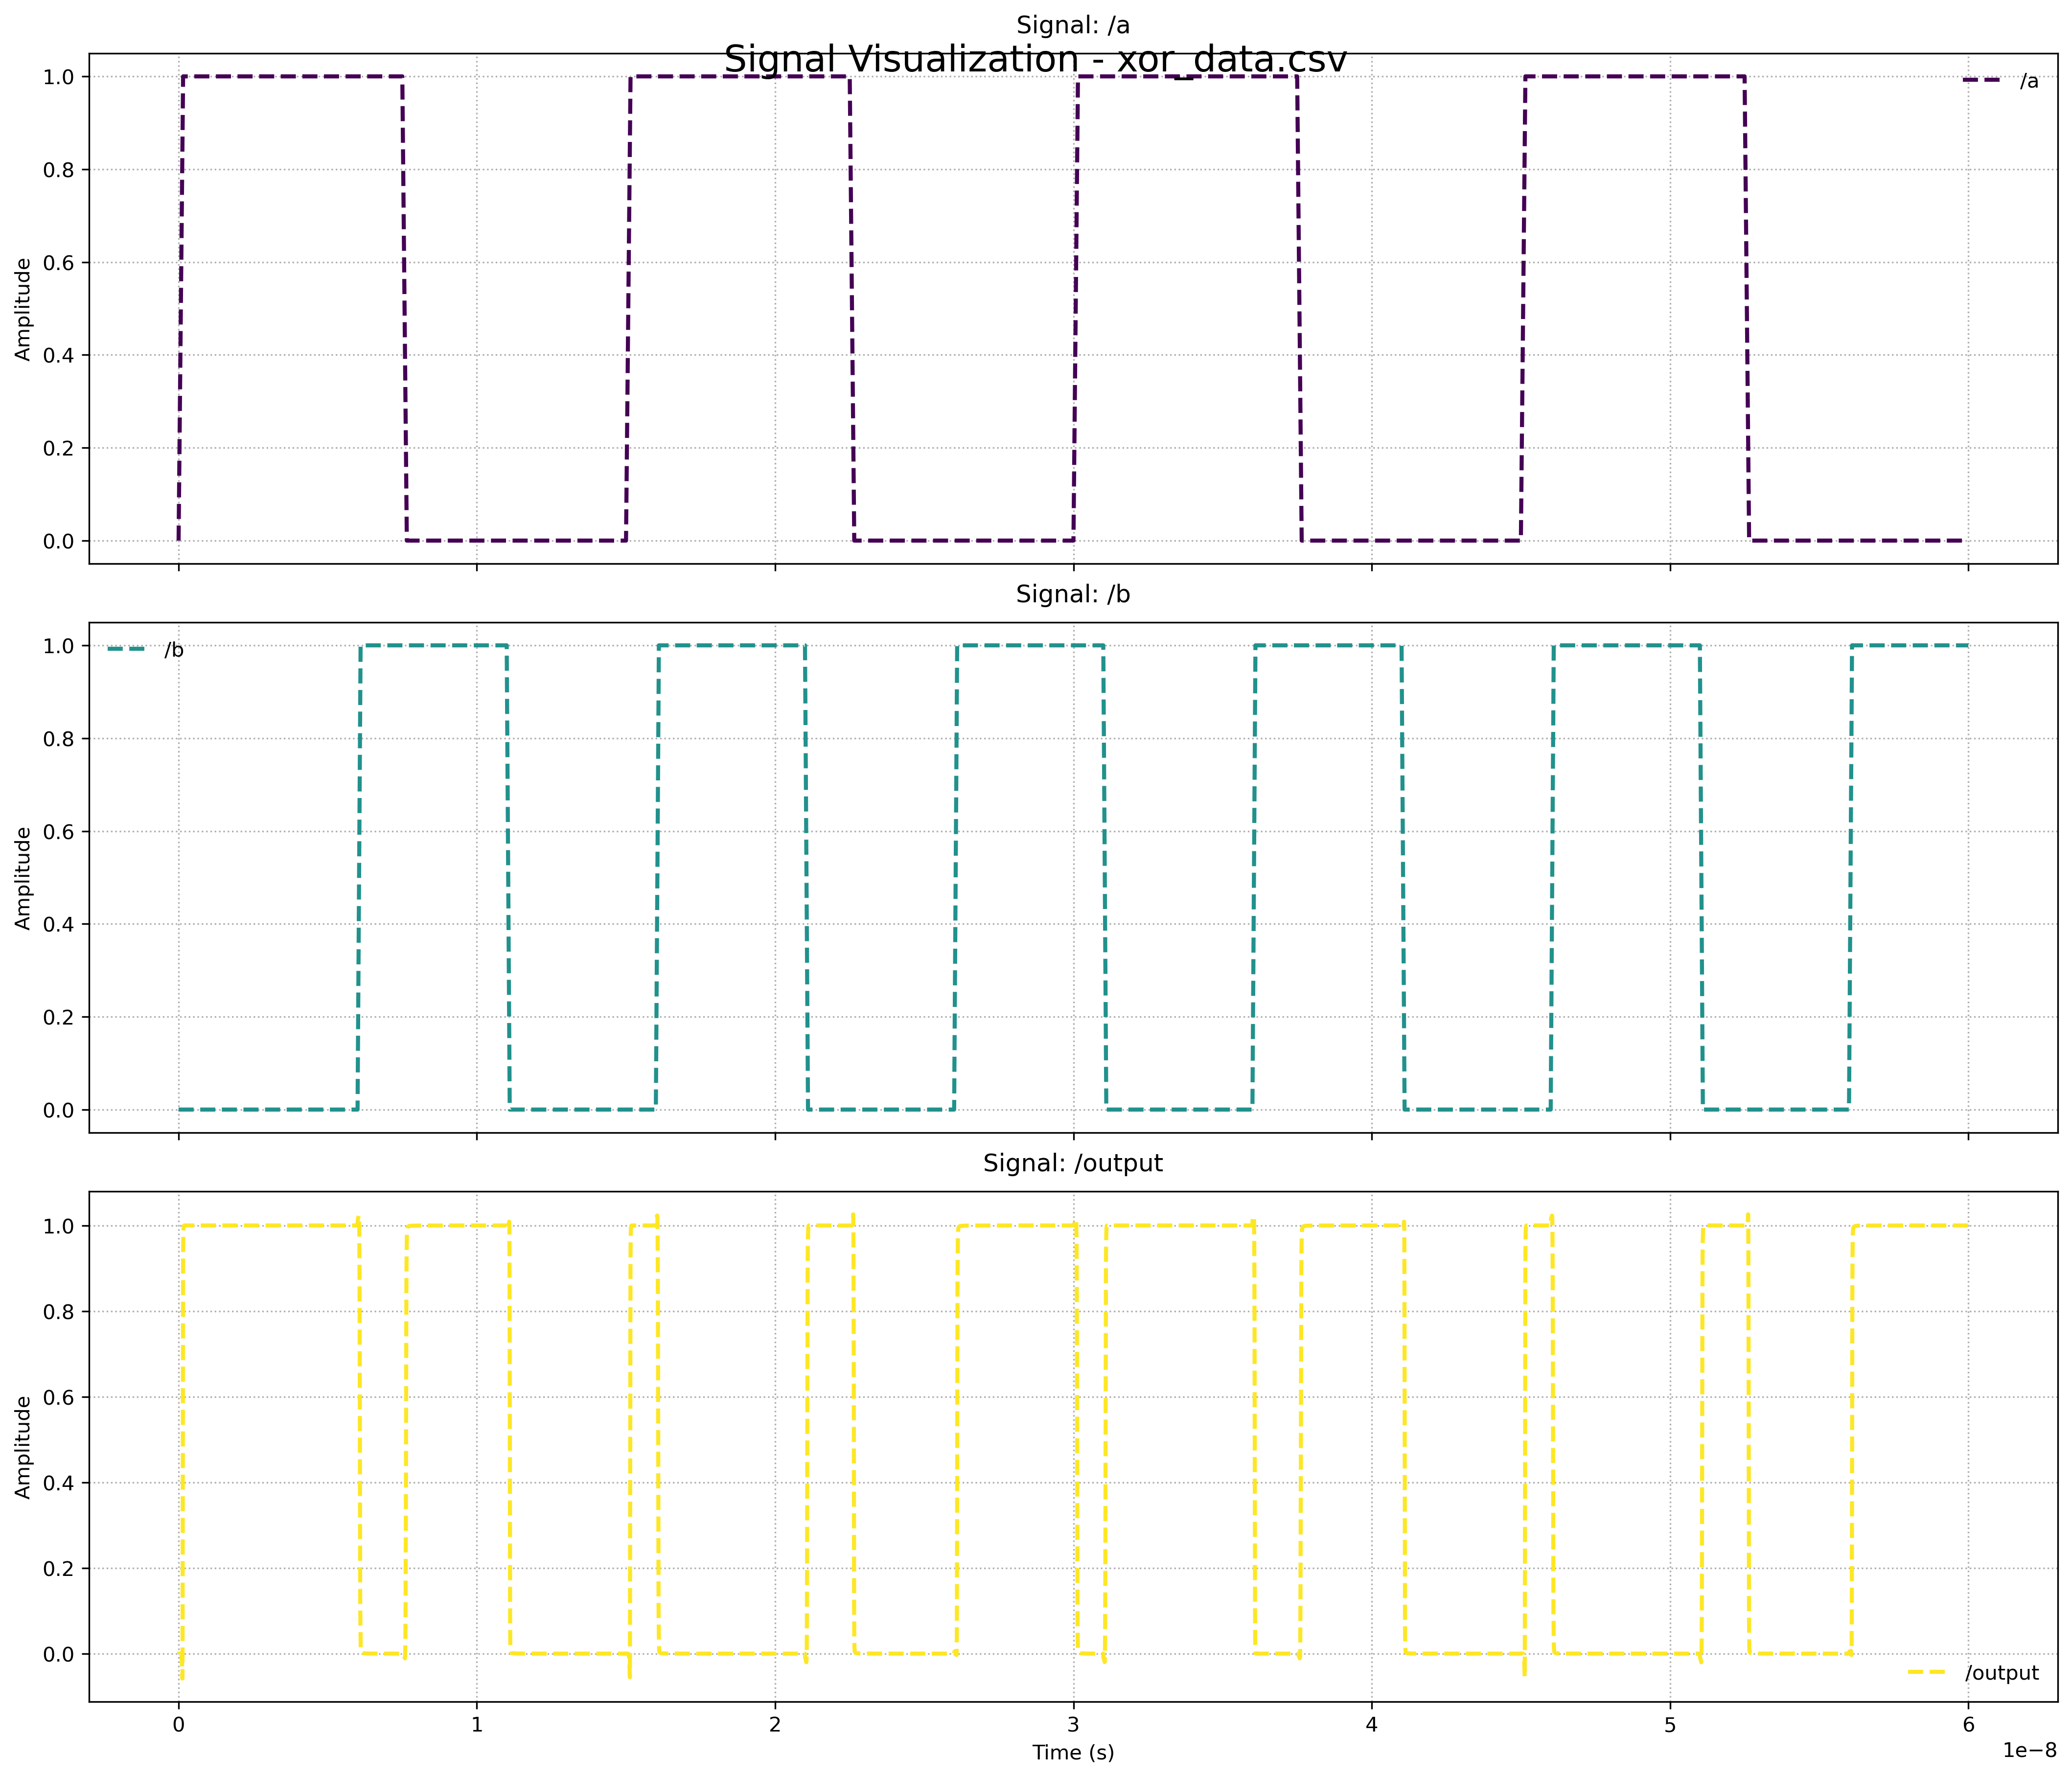 Signal: /a
Signal Visualization - xor_data.csv
/a
1.0
0.8
0.6
0.4
0.2
0.0
Amplitude
Signal: /b
/b
1.0
0.8
0.6
0.4
0.2
0.0
Amplitude
Signal: /output
1.0
0.8
0.6
0.4
0.2
0.0
Amplitude
/output
0 1 2 3 4 5 6
Time (s)
1e−8